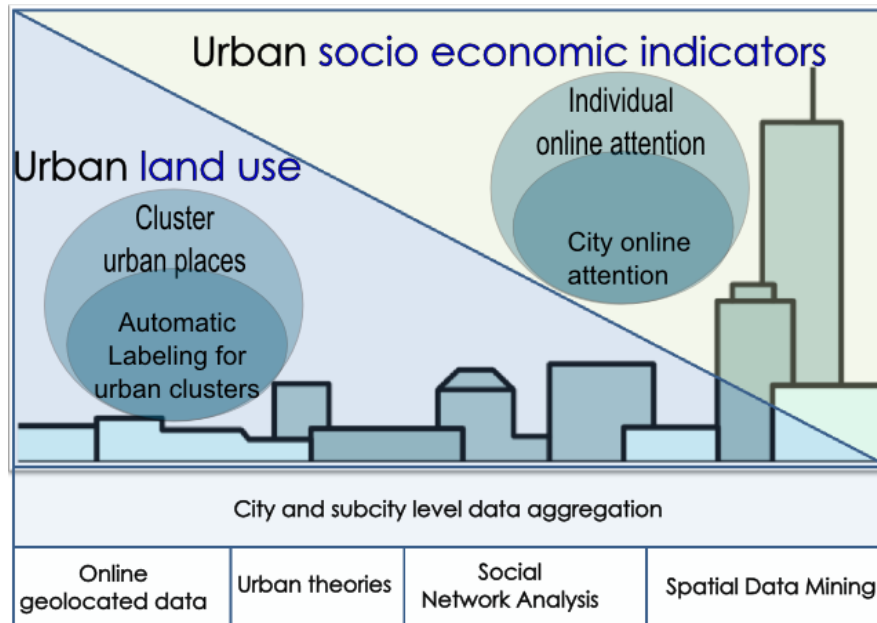 Urban socio economic indicators
Individual
online attention
City online
attention
Urban land use
Cluster
urban places
Automatic
Labeling for
urban clusters
City and subcity level data aggregation
Online
geolocated data
Urban theories
Social
Network Analysis
Spatial Data Mining